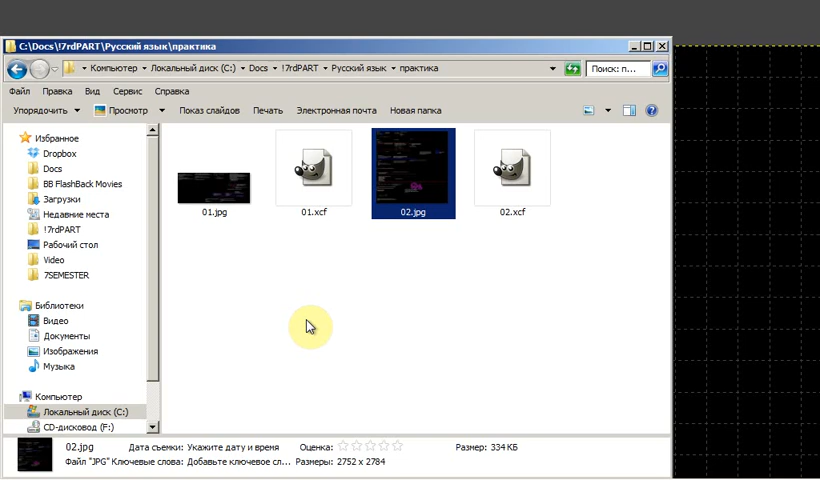 C:\Docs\!7rdPART\Русский язык\практика
Компьютер Локальный диск (C:) Docs !7rdPART Русский язык практика
Поиск: п...
Файл Правка Вид Сервис Справка
Упорядочить Просмотр Показ слайдов Печать Электронная почта Новая папка
Избранное
Dropbox
Docs
BB FlashBack Movies
Загрузки
Недавние места
!7rdPART
Рабочий стол
Video
7SEMESTER
Библиотеки
Видео
Документы
Изображения
Музыка
Компьютер
Локальный диск (C:)
CD-дисковод (F:)
01.jpg 01.xcf 02.jpg 02.xcf
02.jpg Дата съемки: Укажите дату и время Оценка: Размер: 334 КБ
Файл "JPG" Ключевые слова: Добавьте ключевое сл... Размеры: 2752 x 2784